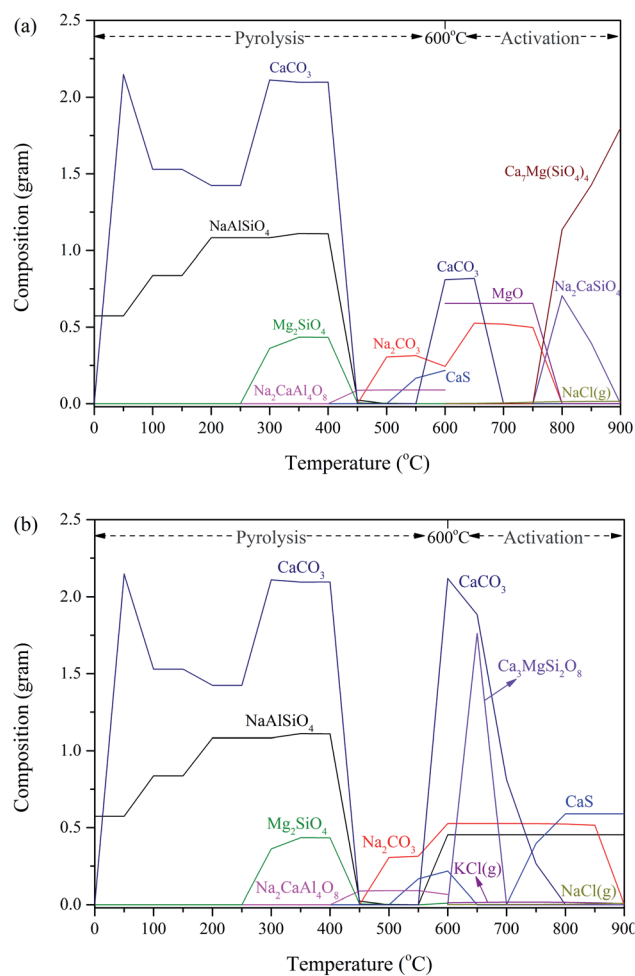 (a)
Pyrolysis 600°C Activation
CaCO₃
Ca₇Mg(SiO₄)₄
NaAlSiO₄
CaCO₃
Na₂CaSiO₄
MgO
Mg₂SiO₄
Na₂CO₃
CaS
Na₂CaAl₄O₈
NaCl(g)
Composition (gram)
0.0
0.5
1.0
1.5
2.0
2.5
0 100 200 300 400 500 600 700 800 900
Temperature (°C)
(b)
Pyrolysis 600°C Activation
CaCO₃
CaCO₃
Ca₃MgSi₂O₈
NaAlSiO₄
CaS
Mg₂SiO₄
Na₂CO₃
KCl(g)
Na₂CaAl₄O₈
NaCl(g)
Composition (gram)
0.0
0.5
1.0
1.5
2.0
2.5
0 100 200 300 400 500 600 700 800 900
Temperature (°C)